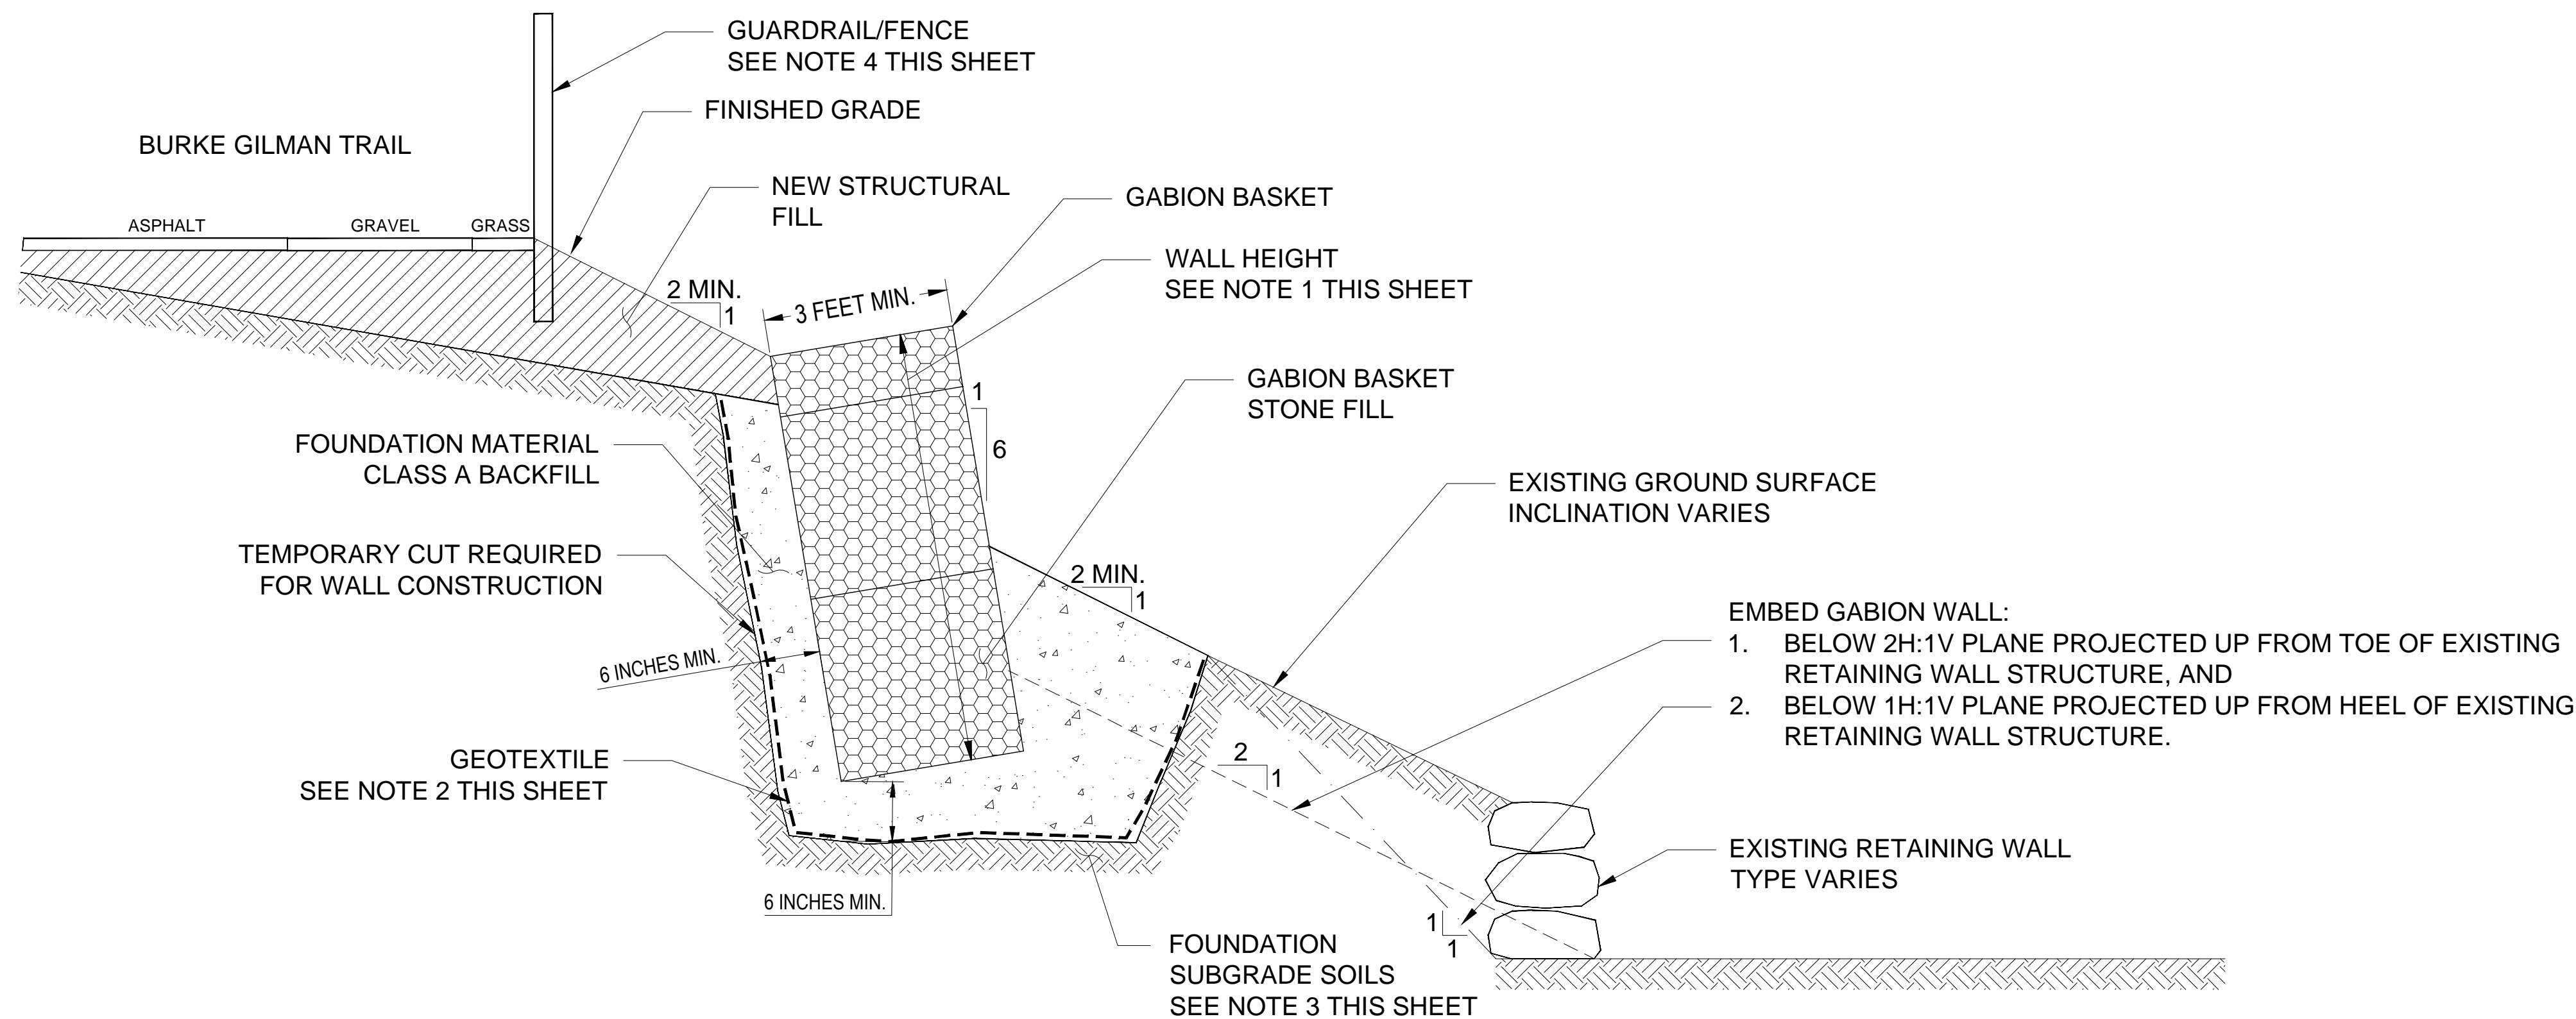 GUARDRAIL/FENCE
SEE NOTE 4 THIS SHEET
FINISHED GRADE
BURKE GILMAN TRAIL
NEW STRUCTURAL
FILL
GABION BASKET
ASPHALT
GRAVEL
GRASS
WALL HEIGHT
SEE NOTE 1 THIS SHEET
2 MIN.
1
3 FEET MIN.
GABION BASKET
STONE FILL
1
6
FOUNDATION MATERIAL
CLASS A BACKFILL
EXISTING GROUND SURFACE
INCLINATION VARIES
TEMPORARY CUT REQUIRED
FOR WALL CONSTRUCTION
2 MIN.
1
EMBED GABION WALL:
1. BELOW 2H:1V PLANE PROJECTED UP FROM TOE OF EXISTING
RETAINING WALL STRUCTURE, AND
2. BELOW 1H:1V PLANE PROJECTED UP FROM HEEL OF EXISTING
RETAINING WALL STRUCTURE.
6 INCHES MIN.
GEOTEXTILE
SEE NOTE 2 THIS SHEET
2
1
EXISTING RETAINING WALL
TYPE VARIES
6 INCHES MIN.
1
1
FOUNDATION
SUBGRADE SOILS
SEE NOTE 3 THIS SHEET